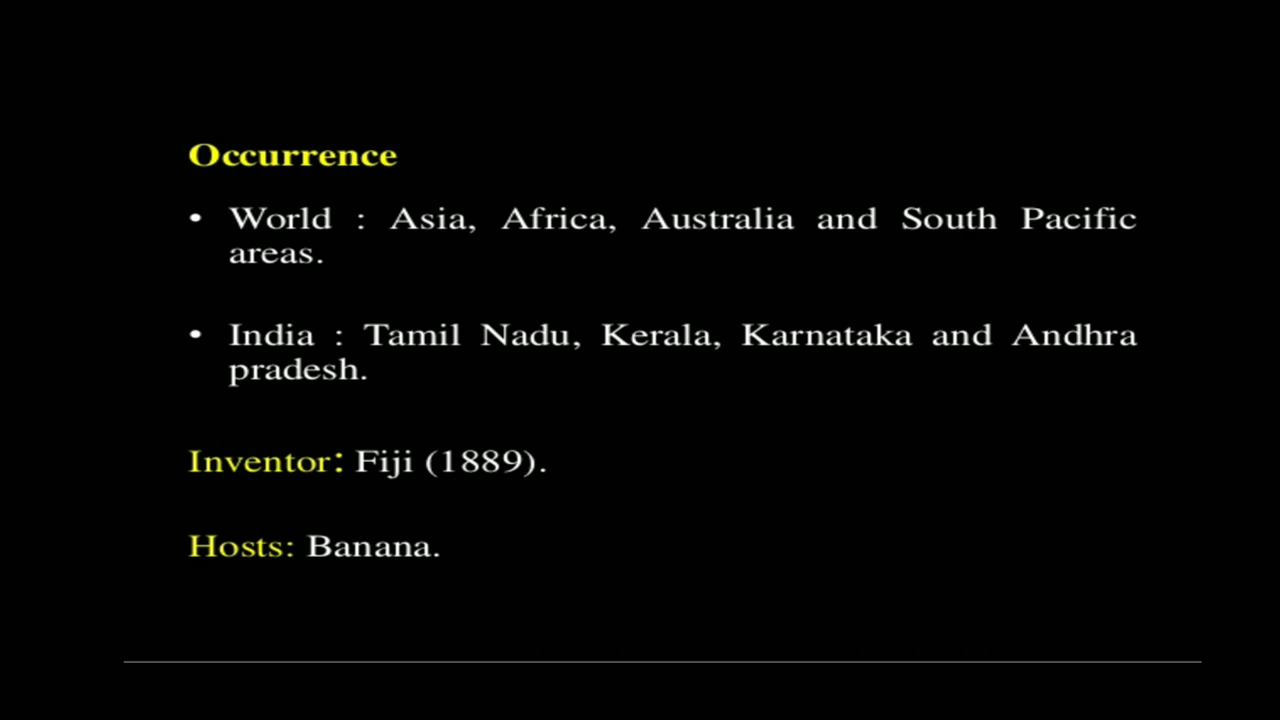 Occurrence
• World : Asia, Africa, Australia and South Pacific
areas.
• India : Tamil Nadu, Kerala, Karnataka and Andhra
pradesh.
Inventor: Fiji (1889).
Hosts: Banana.